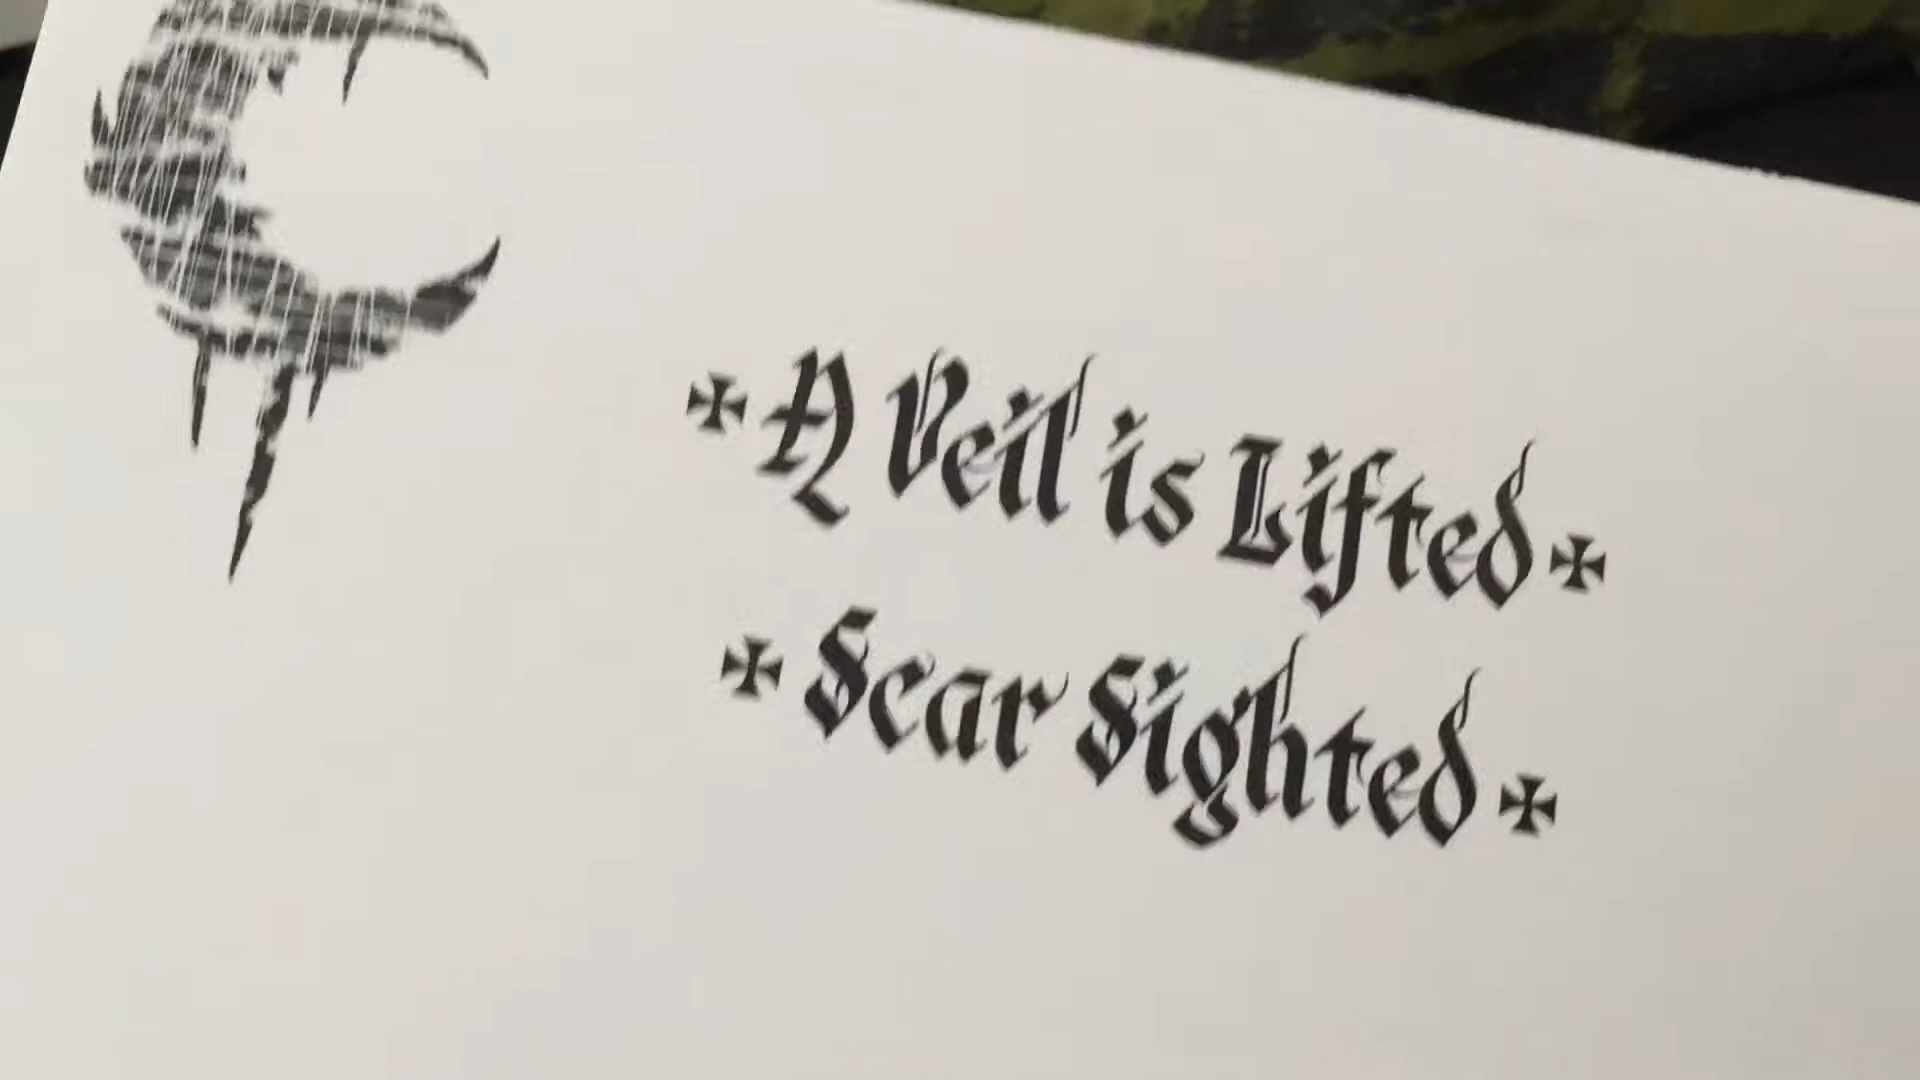 ✠ A Veil is Lifted ✠
✠ Scar Sighted ✠